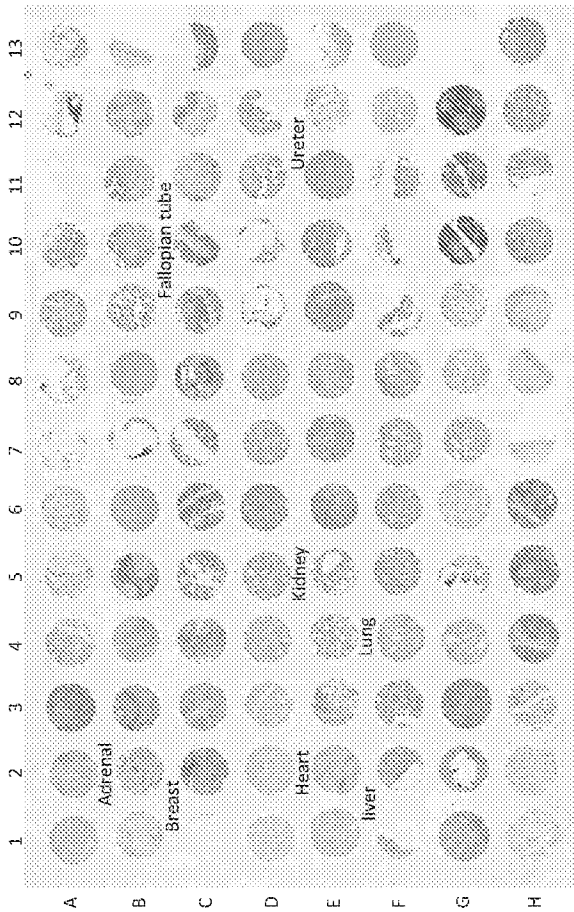 1 2 3 4 5 6 7 8 9 10 11 12 13
A
Adrenal
B
Breast Fallopian tube
C
D
Heart Kidney Ureter
E
liver Lung
F
G
H